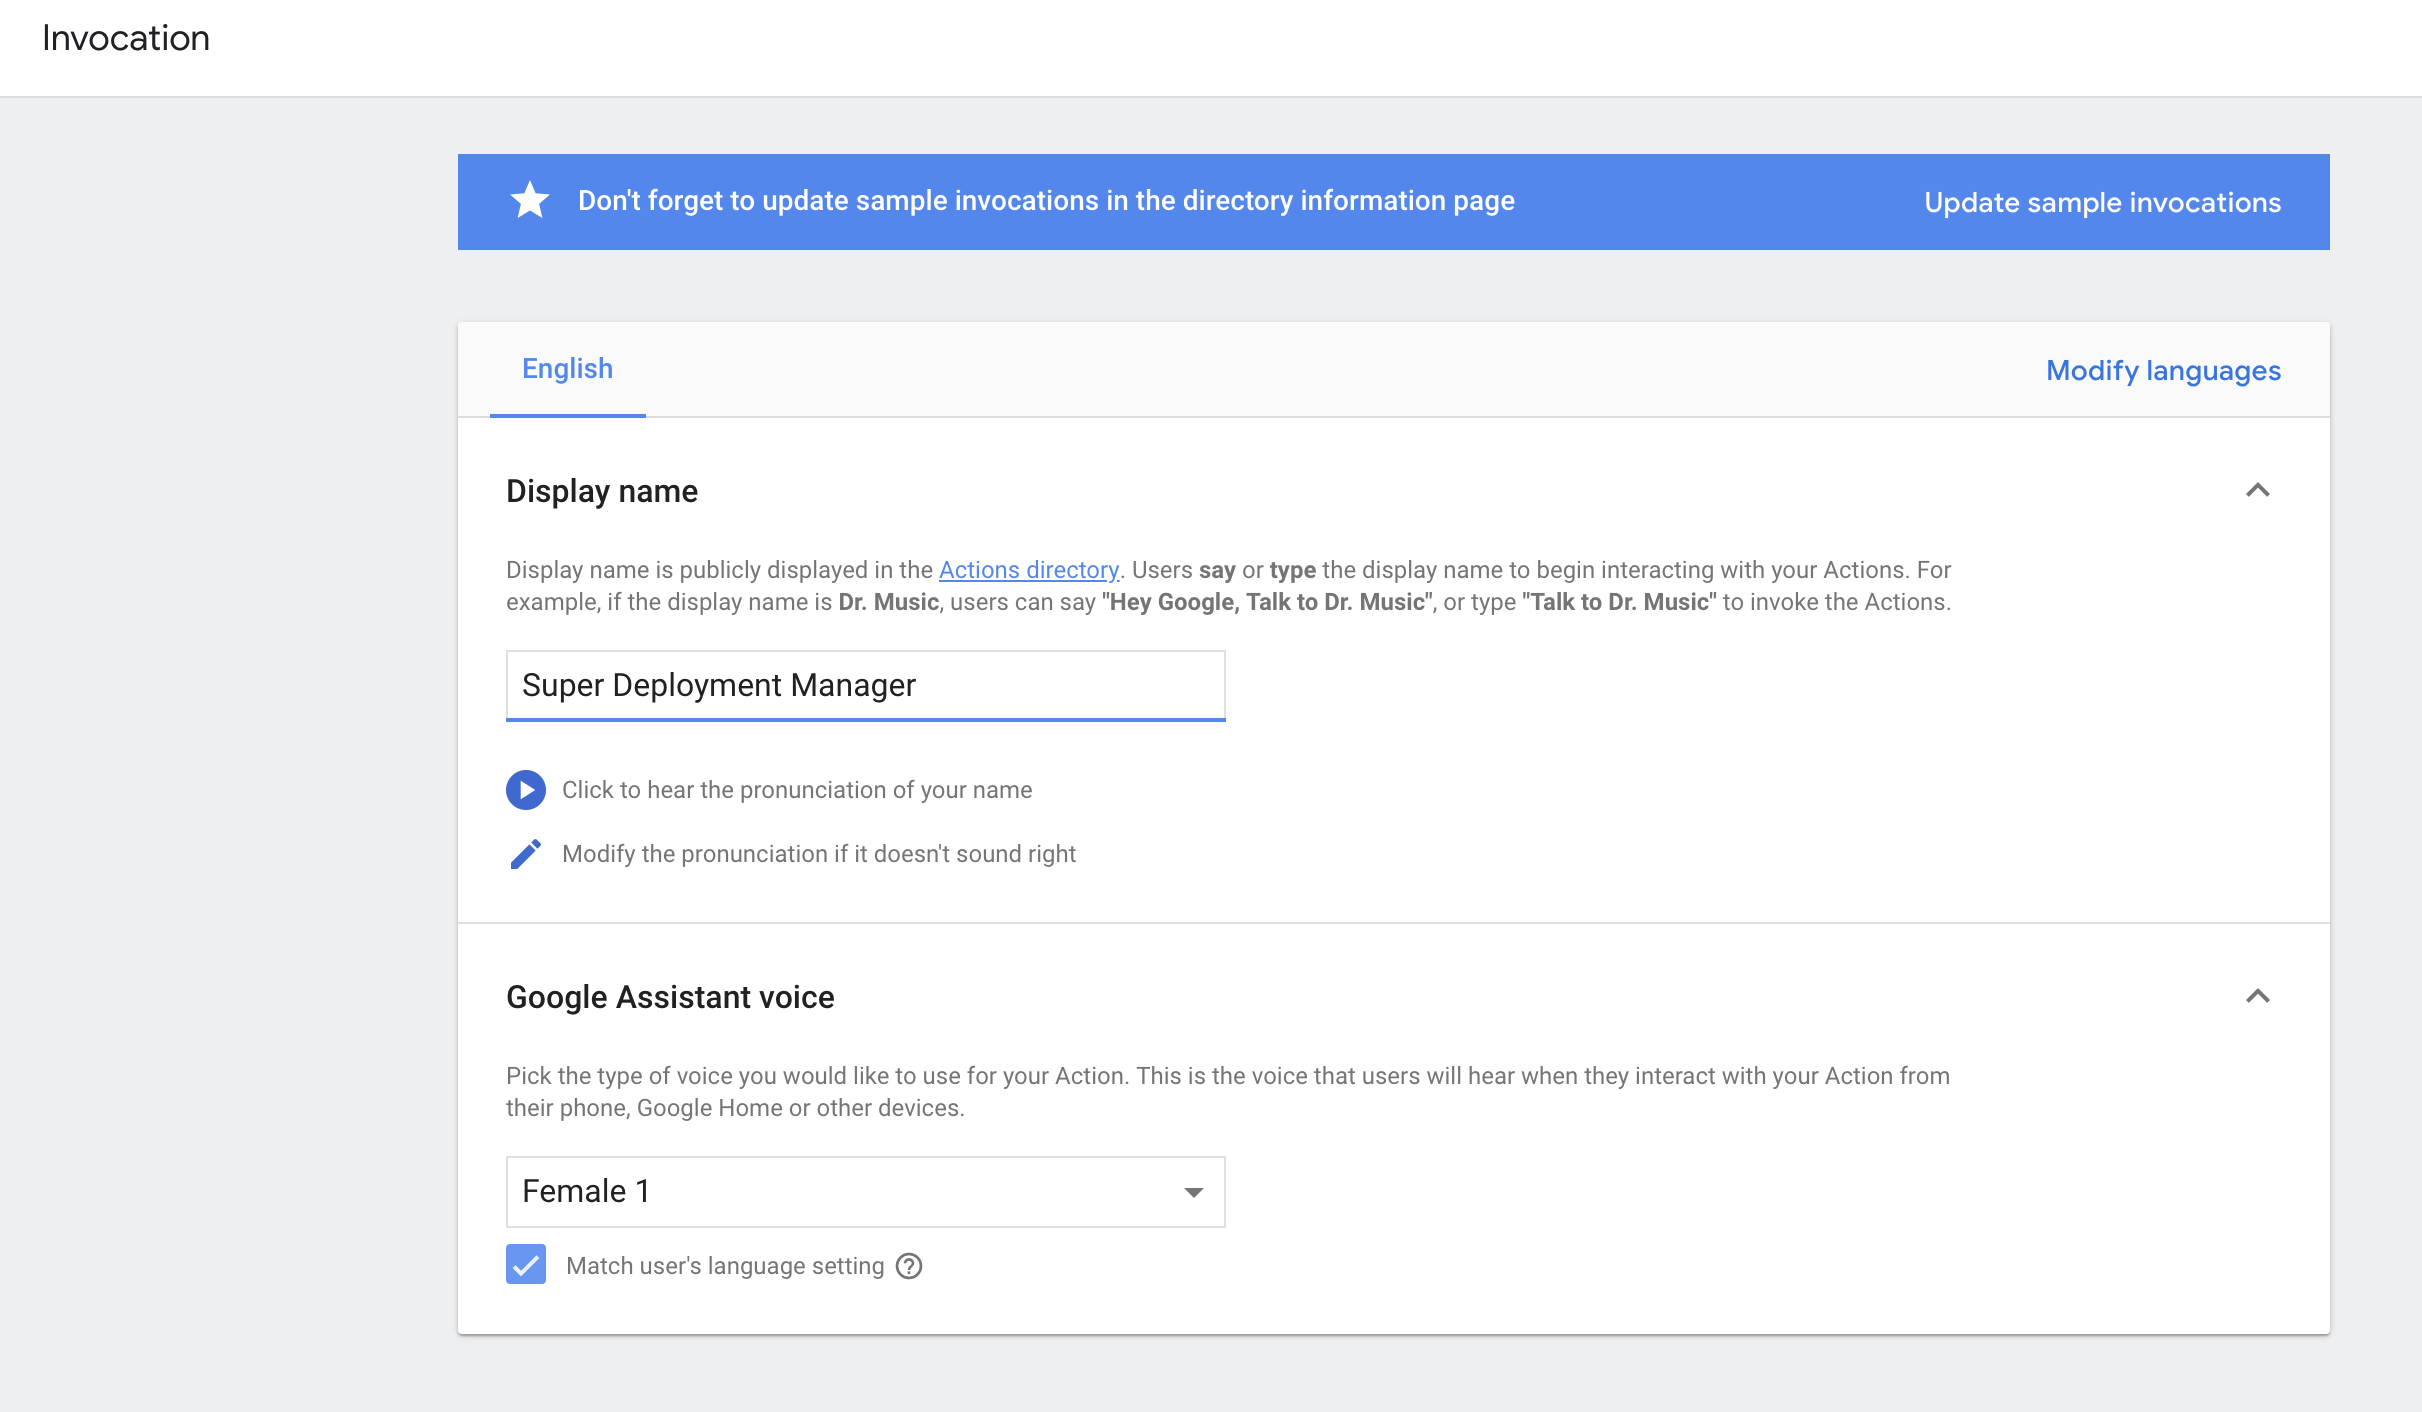 Invocation
Don't forget to update sample invocations in the directory information page
Update sample invocations
English
Modify languages
Display name
Display name is publicly displayed in the Actions directory. Users say or type the display name to begin interacting with your Actions. For
example, if the display name is Dr. Music, users can say "Hey Google, Talk to Dr. Music", or type "Talk to Dr. Music" to invoke the Actions.
Super Deployment Manager
Click to hear the pronunciation of your name
Modify the pronunciation if it doesn't sound right
Google Assistant voice
Pick the type of voice you would like to use for your Action. This is the voice that users will hear when they interact with your Action from
their phone, Google Home or other devices.
Female 1
Match user's language setting ?